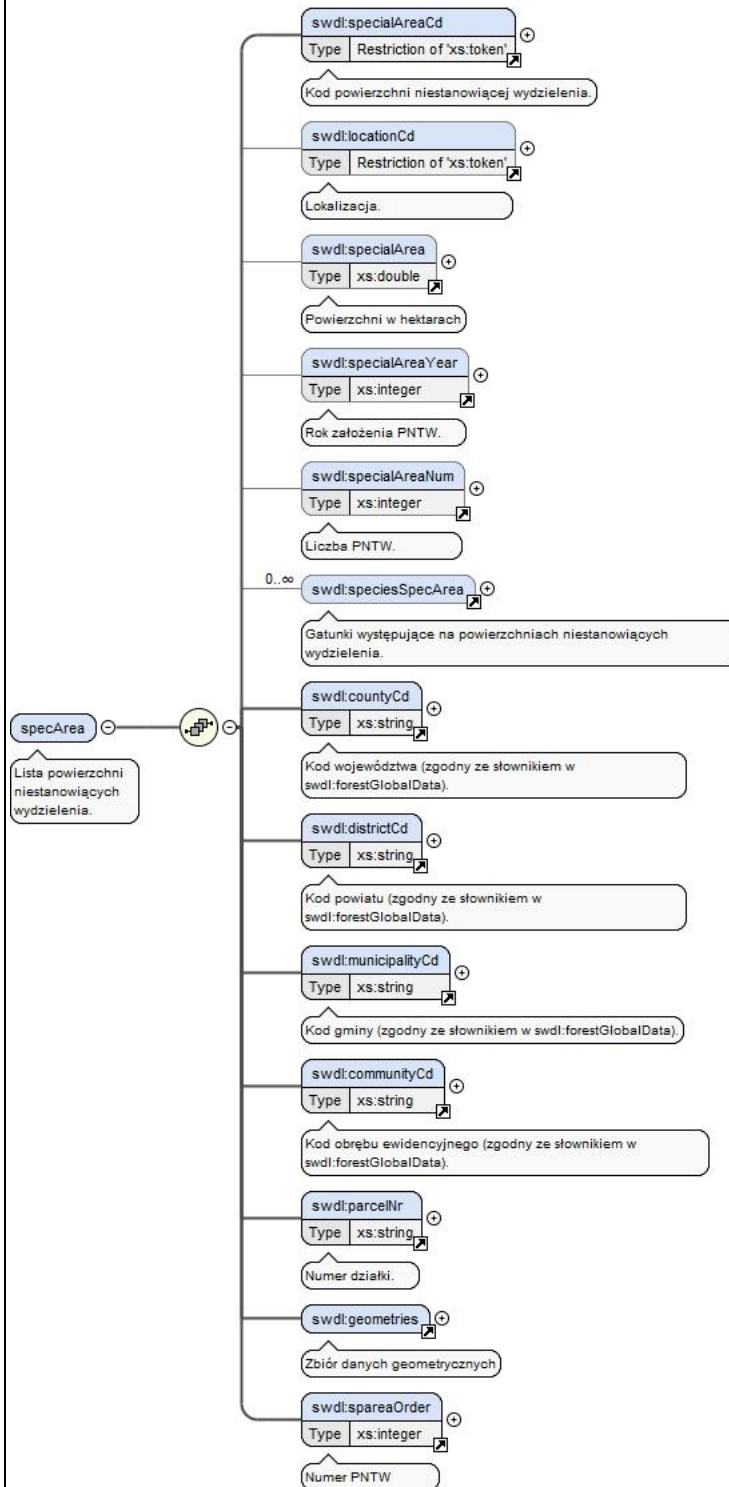 swdl:specialAreaCd
Type Restriction of 'xs:token'
Kod powierzchni niestanowiącej wydzielenia.
swdl:locationCd
Type Restriction of 'xs:token'
Lokalizacja.
swdl:specialArea
Type xs:double
Powierzchni w hektarach
swdl:specialAreaYear
Type xs:integer
Rok założenia PNTW.
swdl:specialAreaNum
Type xs:integer
Liczba PNTW.
0..∞
swdl:speciesSpecArea
Gatunki występujące na powierzchniach niestanowiących
wydzielenia.
specArea
Lista powierzchni
niestanowiących
wydzielenia.
swdl:countyCd
Type xs:string
Kod województwa (zgodny ze słownikiem w
swdl:forestGlobalData).
swdl:districtCd
Type xs:string
Kod powiatu (zgodny ze słownikiem w
swdl:forestGlobalData).
swdl:municipalityCd
Type xs:string
Kod gminy (zgodny ze słownikiem w swdl:forestGlobalData).
swdl:communityCd
Type xs:string
Kod obrębu ewidencyjnego (zgodny ze słownikiem w
swdl:forestGlobalData).
swdl:parcelNr
Type xs:string
Numer działki.
swdl:geometries
Zbiór danych geometrycznych
swdl:spareaOrder
Type xs:integer
Numer PNTW